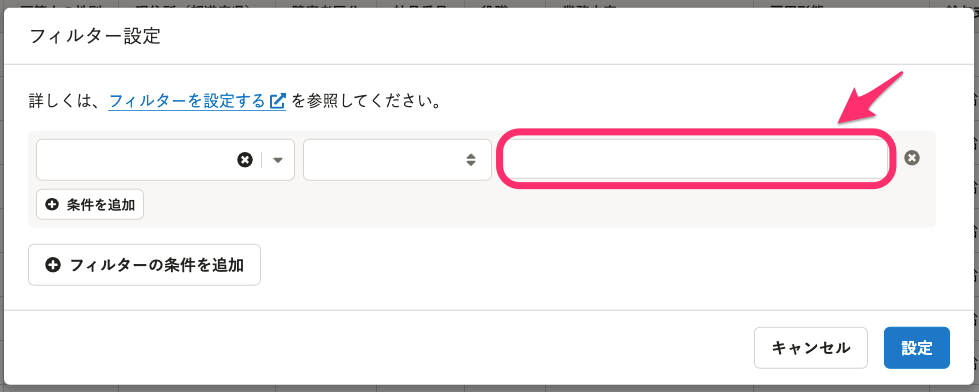 フィルター設定
詳しくは、フィルターを設定する を参照してください。
条件を追加
フィルターの条件を追加
キャンセル
設定